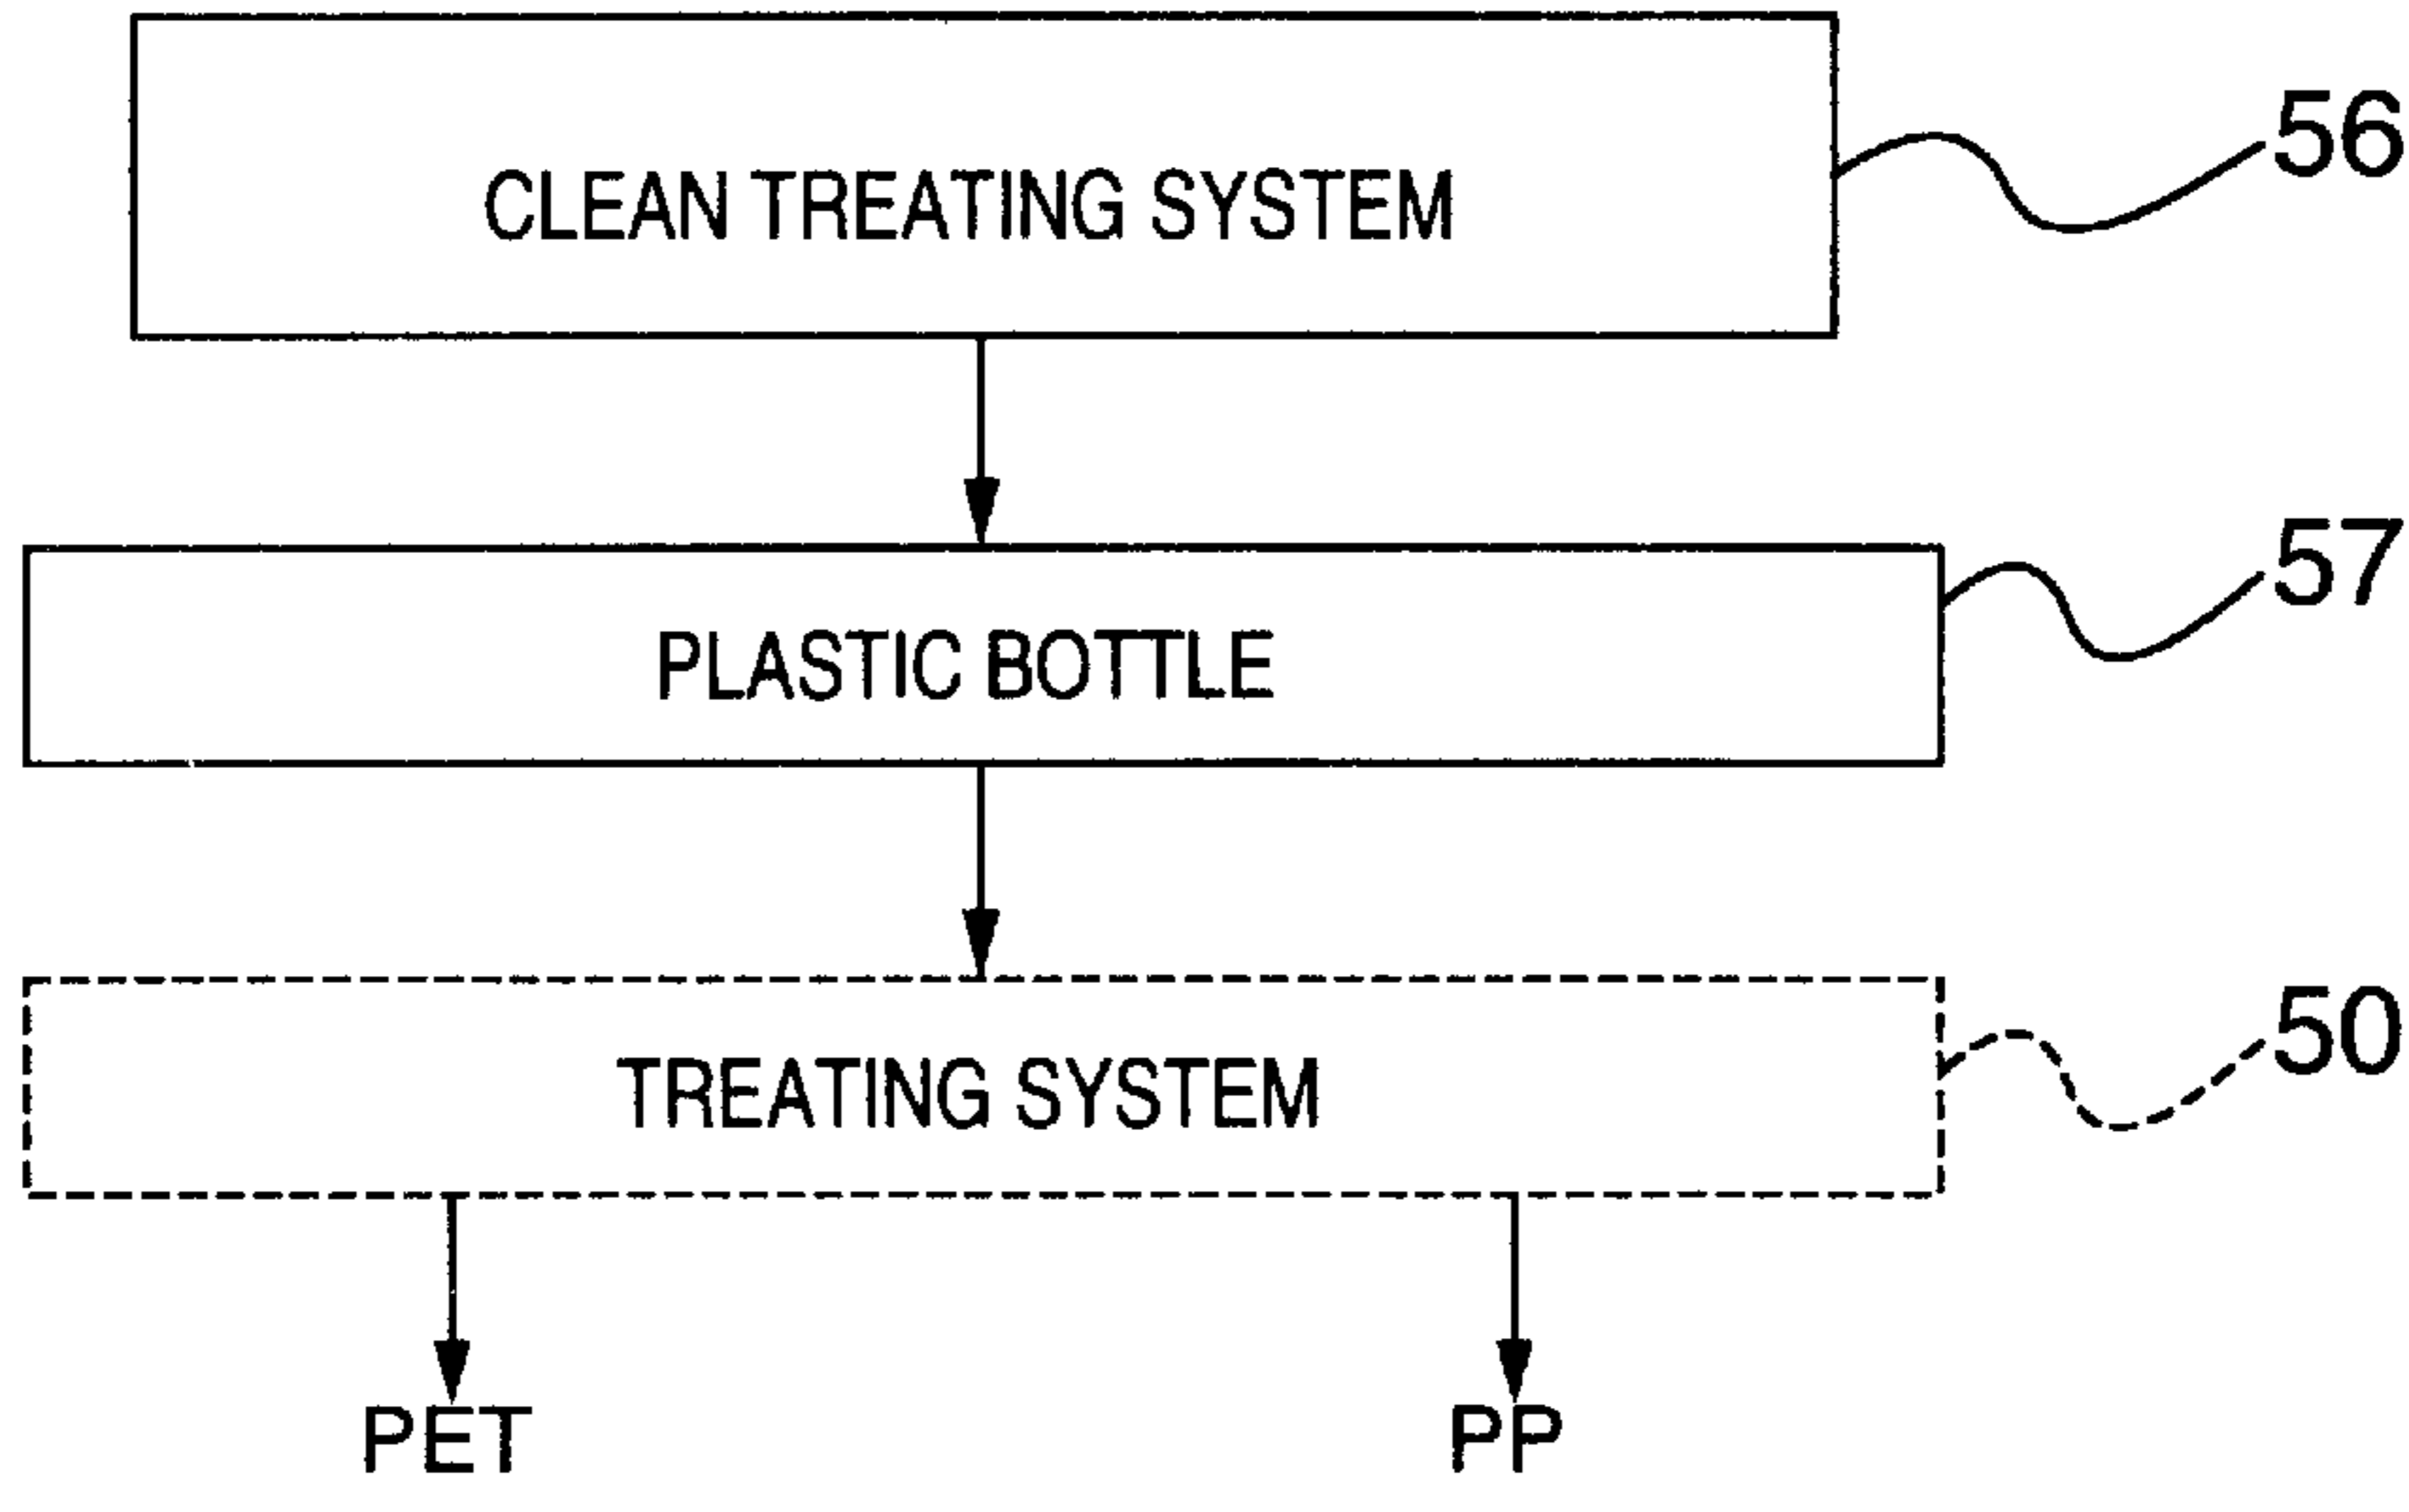 CLEAN TREATING SYSTEM
56
PLASTIC BOTTLE
57
TREATING SYSTEM
50
PET
PP